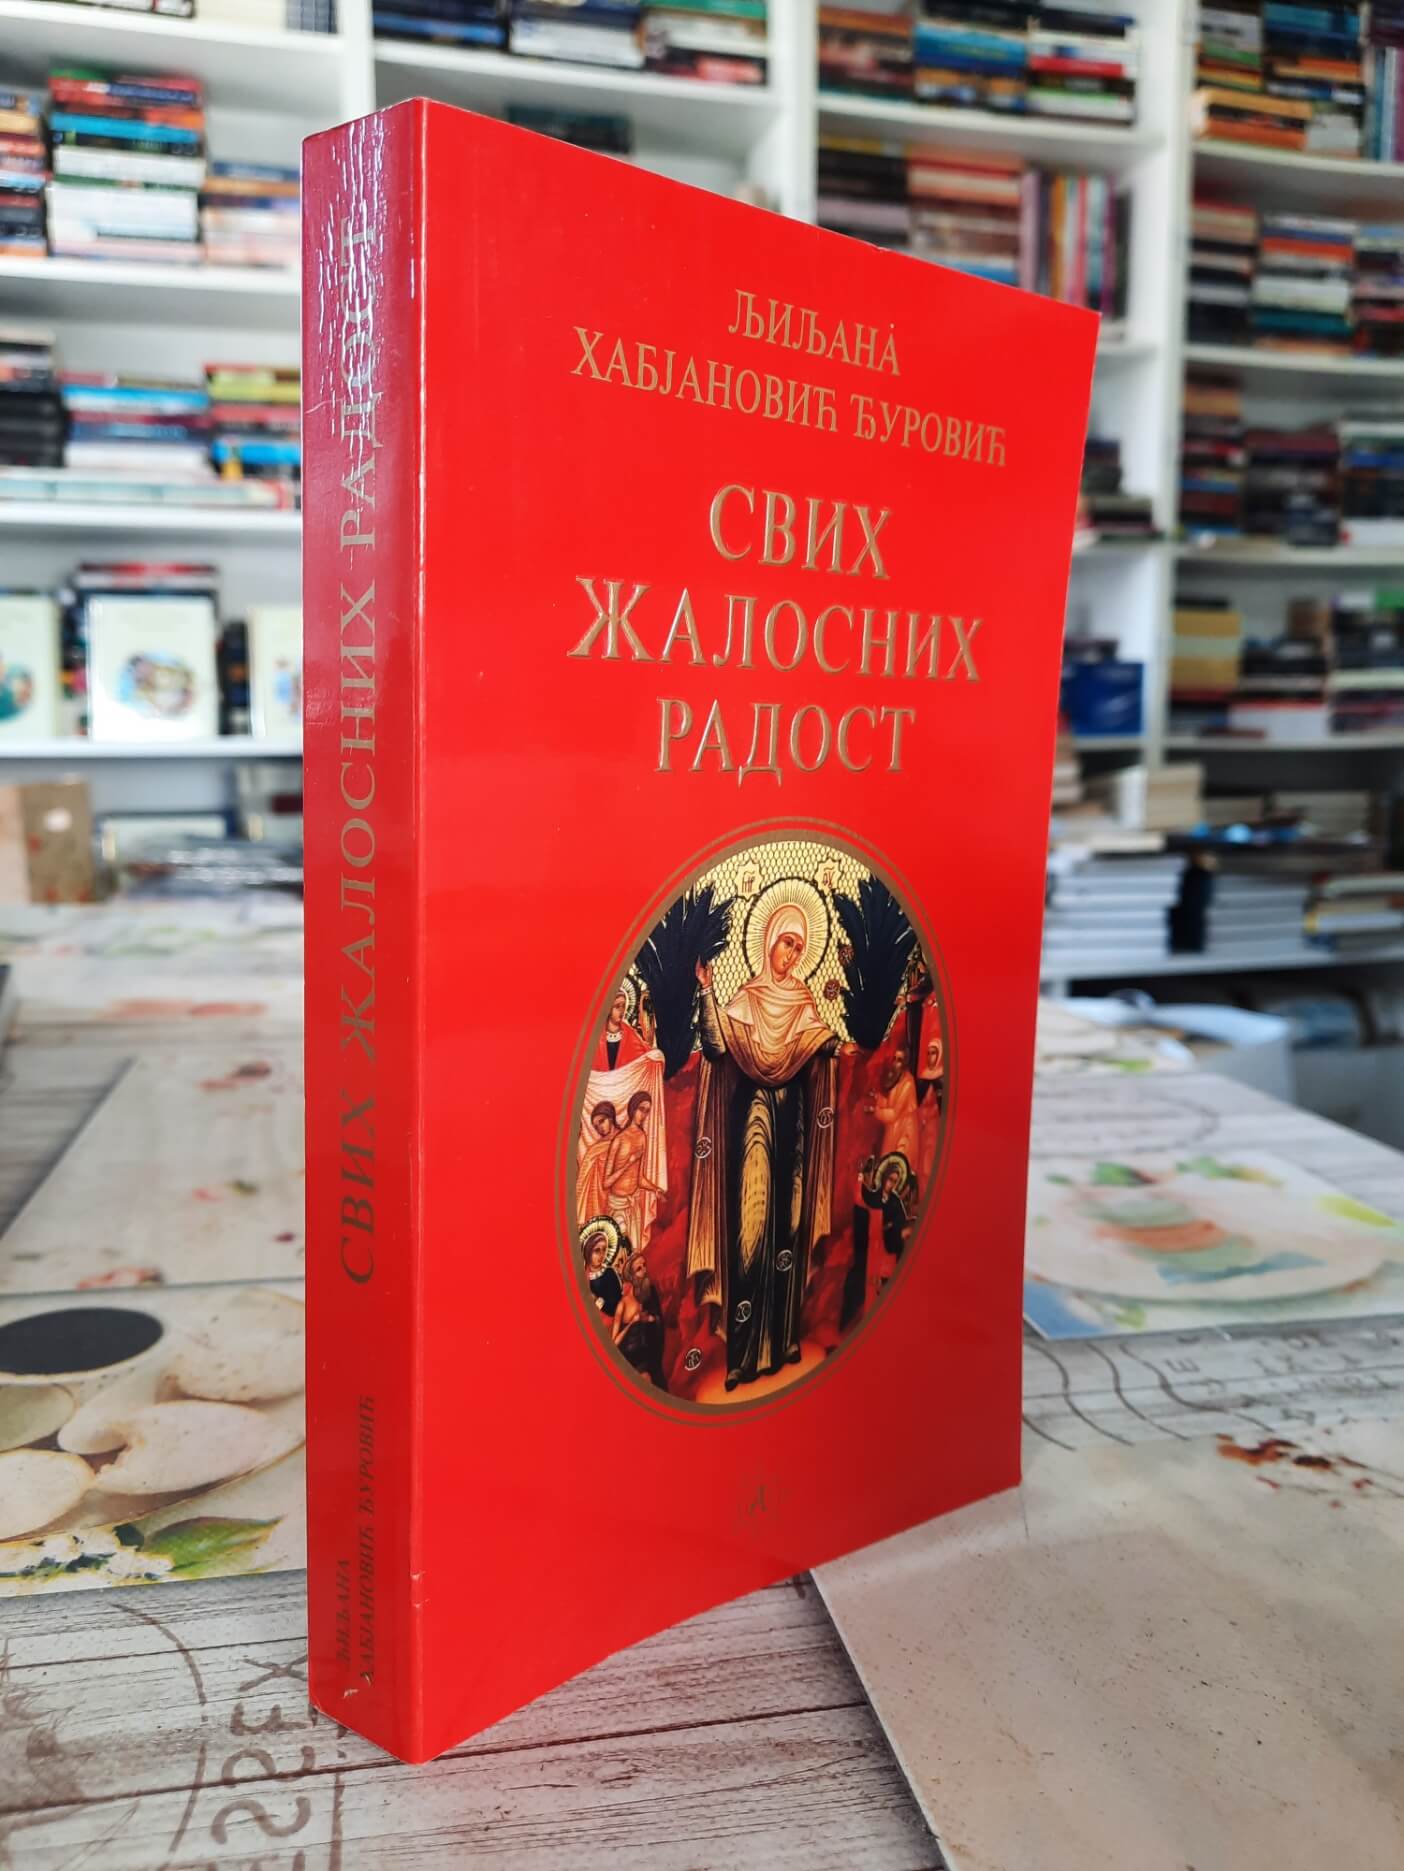 ЉИЉАНА
ХАБЈАНОВИЋ ЂУРОВИЋ
СВИХ
ЖАЛОСНИХ
РАДОСТ
СВИХ ЖАЛОСНИХ РАДОСТ
ЉИЉАНА
ХАБЈАНОВИЋ ЂУРОВИЋ